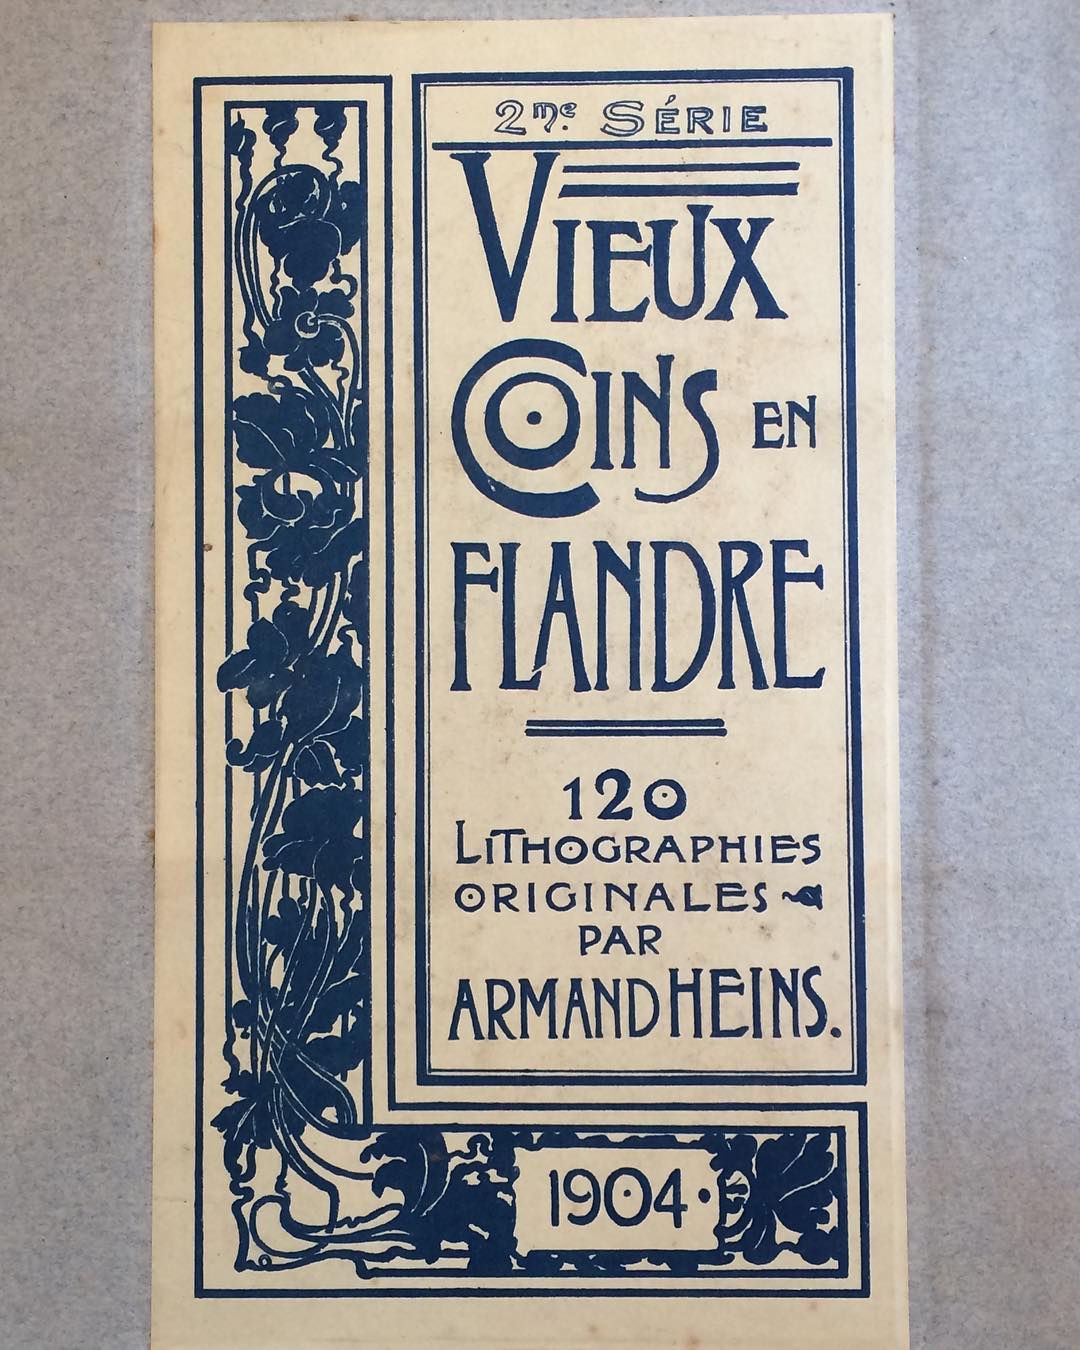 2me. SÉRIE
VIEUX
COINS EN
FLANDRE
120
LITHOGRAPHIES
ORIGINALES
PAR
ARMAND HEINS.
1904.